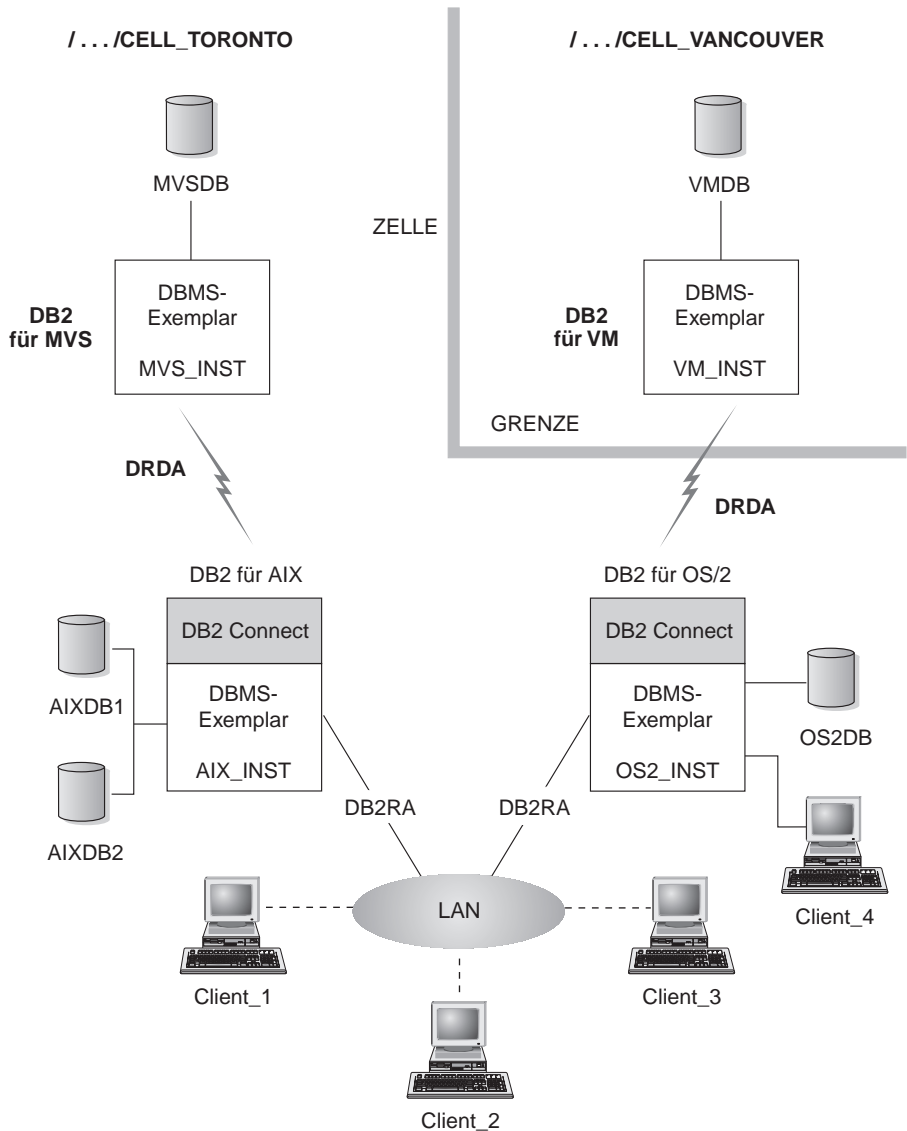 / . . . /CELL_TORONTO
/ . . . /CELL_VANCOUVER
MVSDB
VMDB
ZELLE
DB2
für MVS
DBMS-
Exemplar
MVS_INST
DB2
für VM
DBMS-
Exemplar
VM_INST
GRENZE
DRDA
DRDA
DB2 für AIX
DB2 für OS/2
DB2 Connect
DB2 Connect
AIXDB1
DBMS-
Exemplar
AIX_INST
DBMS-
Exemplar
OS2_INST
OS2DB
AIXDB2
DB2RA
DB2RA
LAN
Client_4
Client_1
Client_3
Client_2